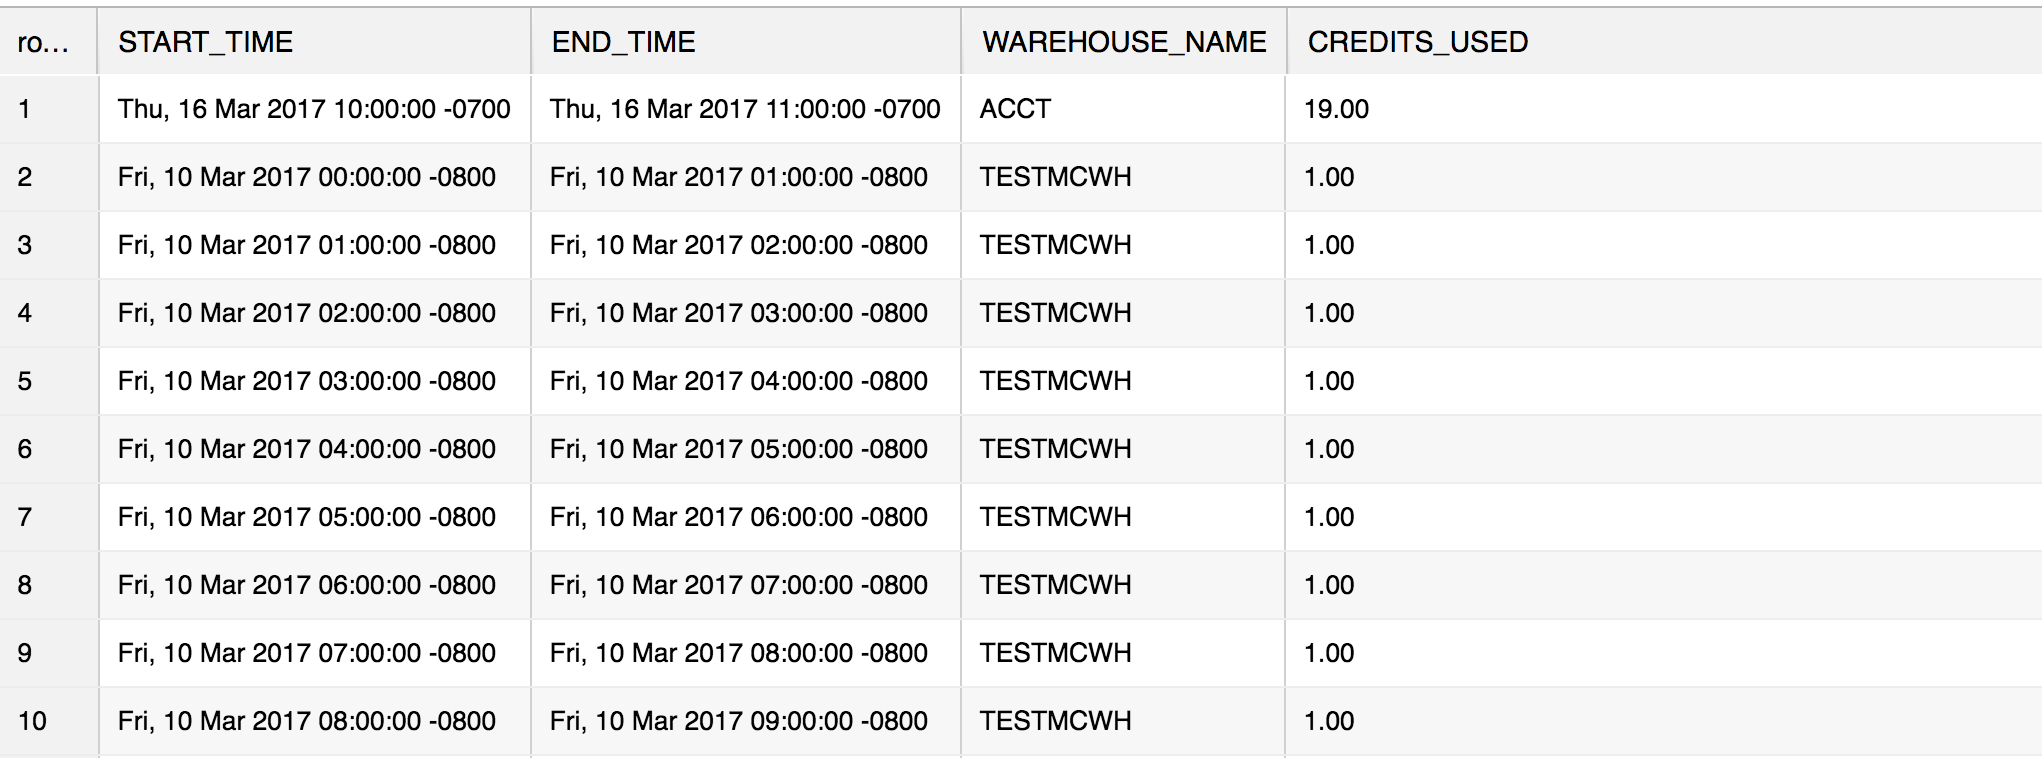 ro... START_TIME END_TIME WAREHOUSE_NAME CREDITS_USED
1 Thu, 16 Mar 2017 10:00:00 -0700 Thu, 16 Mar 2017 11:00:00 -0700 ACCT 19.00
2 Fri, 10 Mar 2017 00:00:00 -0800 Fri, 10 Mar 2017 01:00:00 -0800 TESTMCWH 1.00
3 Fri, 10 Mar 2017 01:00:00 -0800 Fri, 10 Mar 2017 02:00:00 -0800 TESTMCWH 1.00
4 Fri, 10 Mar 2017 02:00:00 -0800 Fri, 10 Mar 2017 03:00:00 -0800 TESTMCWH 1.00
5 Fri, 10 Mar 2017 03:00:00 -0800 Fri, 10 Mar 2017 04:00:00 -0800 TESTMCWH 1.00
6 Fri, 10 Mar 2017 04:00:00 -0800 Fri, 10 Mar 2017 05:00:00 -0800 TESTMCWH 1.00
7 Fri, 10 Mar 2017 05:00:00 -0800 Fri, 10 Mar 2017 06:00:00 -0800 TESTMCWH 1.00
8 Fri, 10 Mar 2017 06:00:00 -0800 Fri, 10 Mar 2017 07:00:00 -0800 TESTMCWH 1.00
9 Fri, 10 Mar 2017 07:00:00 -0800 Fri, 10 Mar 2017 08:00:00 -0800 TESTMCWH 1.00
10 Fri, 10 Mar 2017 08:00:00 -0800 Fri, 10 Mar 2017 09:00:00 -0800 TESTMCWH 1.00